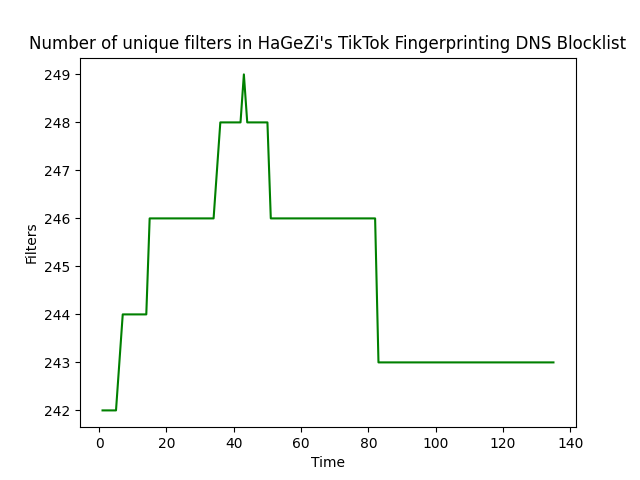 Number of unique filters in HaGeZi's TikTok Fingerprinting DNS Blocklist
249
248
247
246
245
244
243
242
Filters
0 20 40 60 80 100 120 140
Time